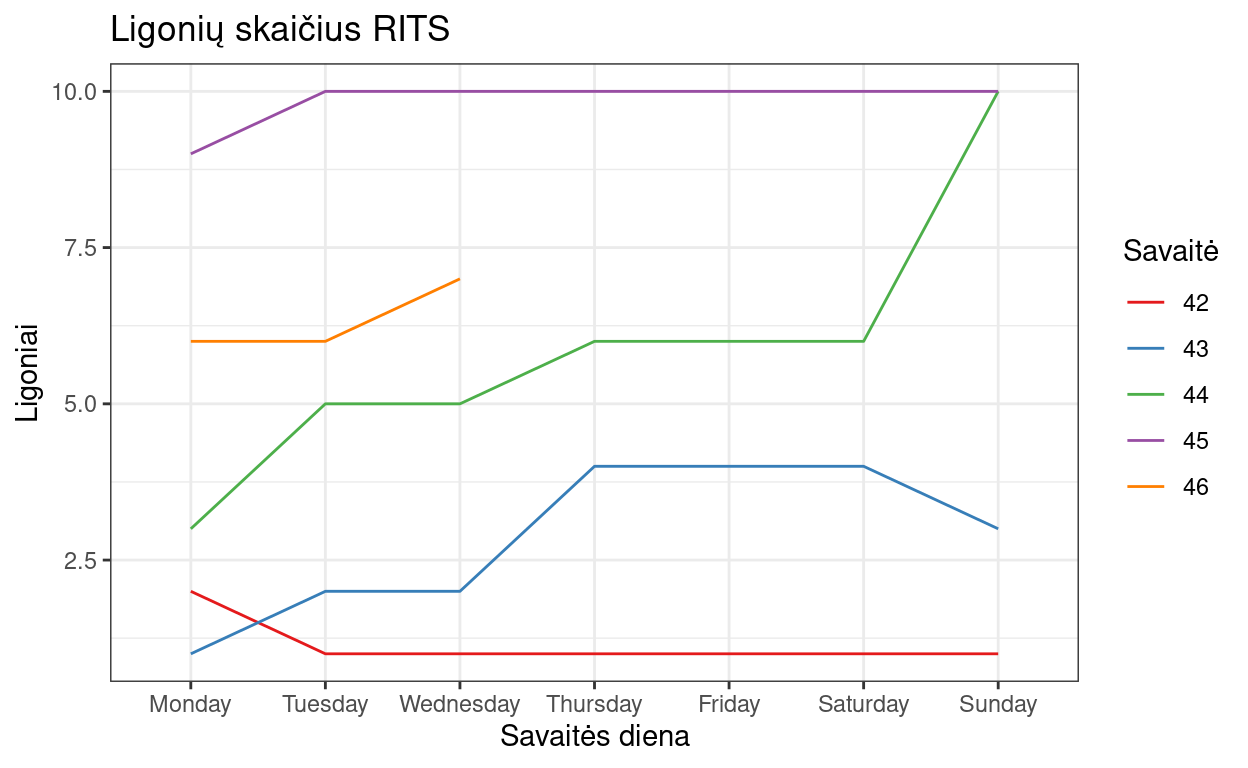 Ligonių skaičius RITS
10.0
7.5
5.0
2.5
Ligoniai
Monday Tuesday Wednesday Thursday Friday Saturday Sunday
Savaitės diena
Savaitė
42
43
44
45
46